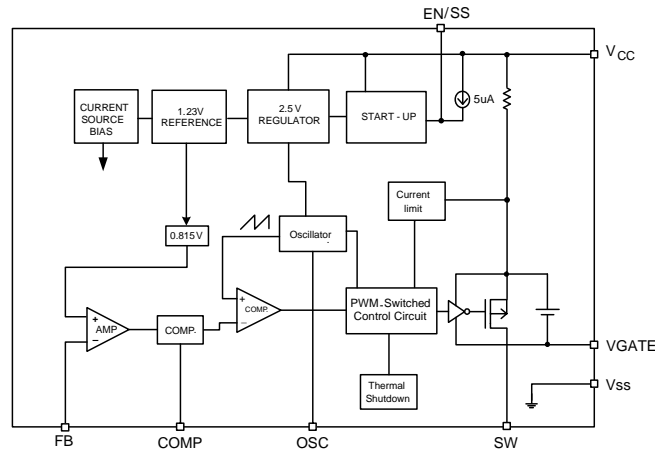 EN/SS
VCC
5uA
CURRENT
SOURCE
BIAS
1.23V
REFERENCE
2.5 V
REGULATOR
START - UP
Current
limit
0.815 V
Oscillator
+
AMP
−
COMP.
+
COMP.
−
PWM-Switched
Control Circuit
VGATE
Thermal
Shutdown
Vss
FB
COMP
OSC
SW